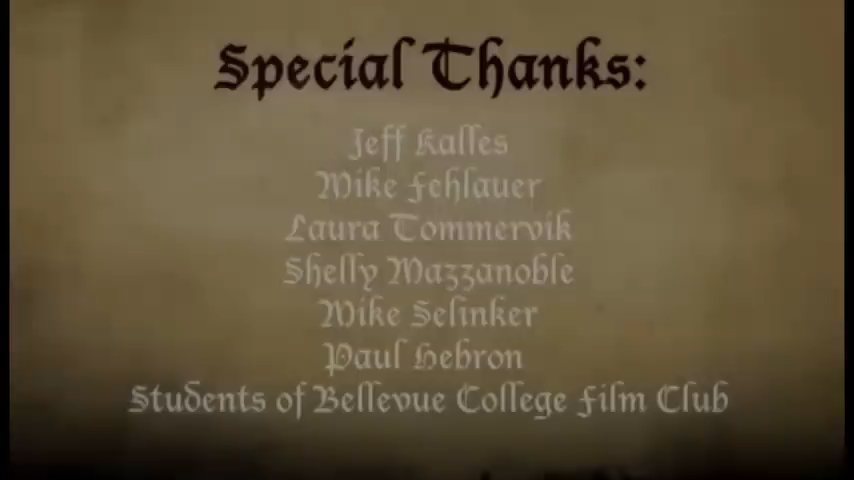 Special Thanks:
Jeff Kalles
Mike Fehlauer
Laura Tommervik
Shelly Mazzanoble
Mike Selinker
Paul Hebron
Students of Bellevue College Film Club